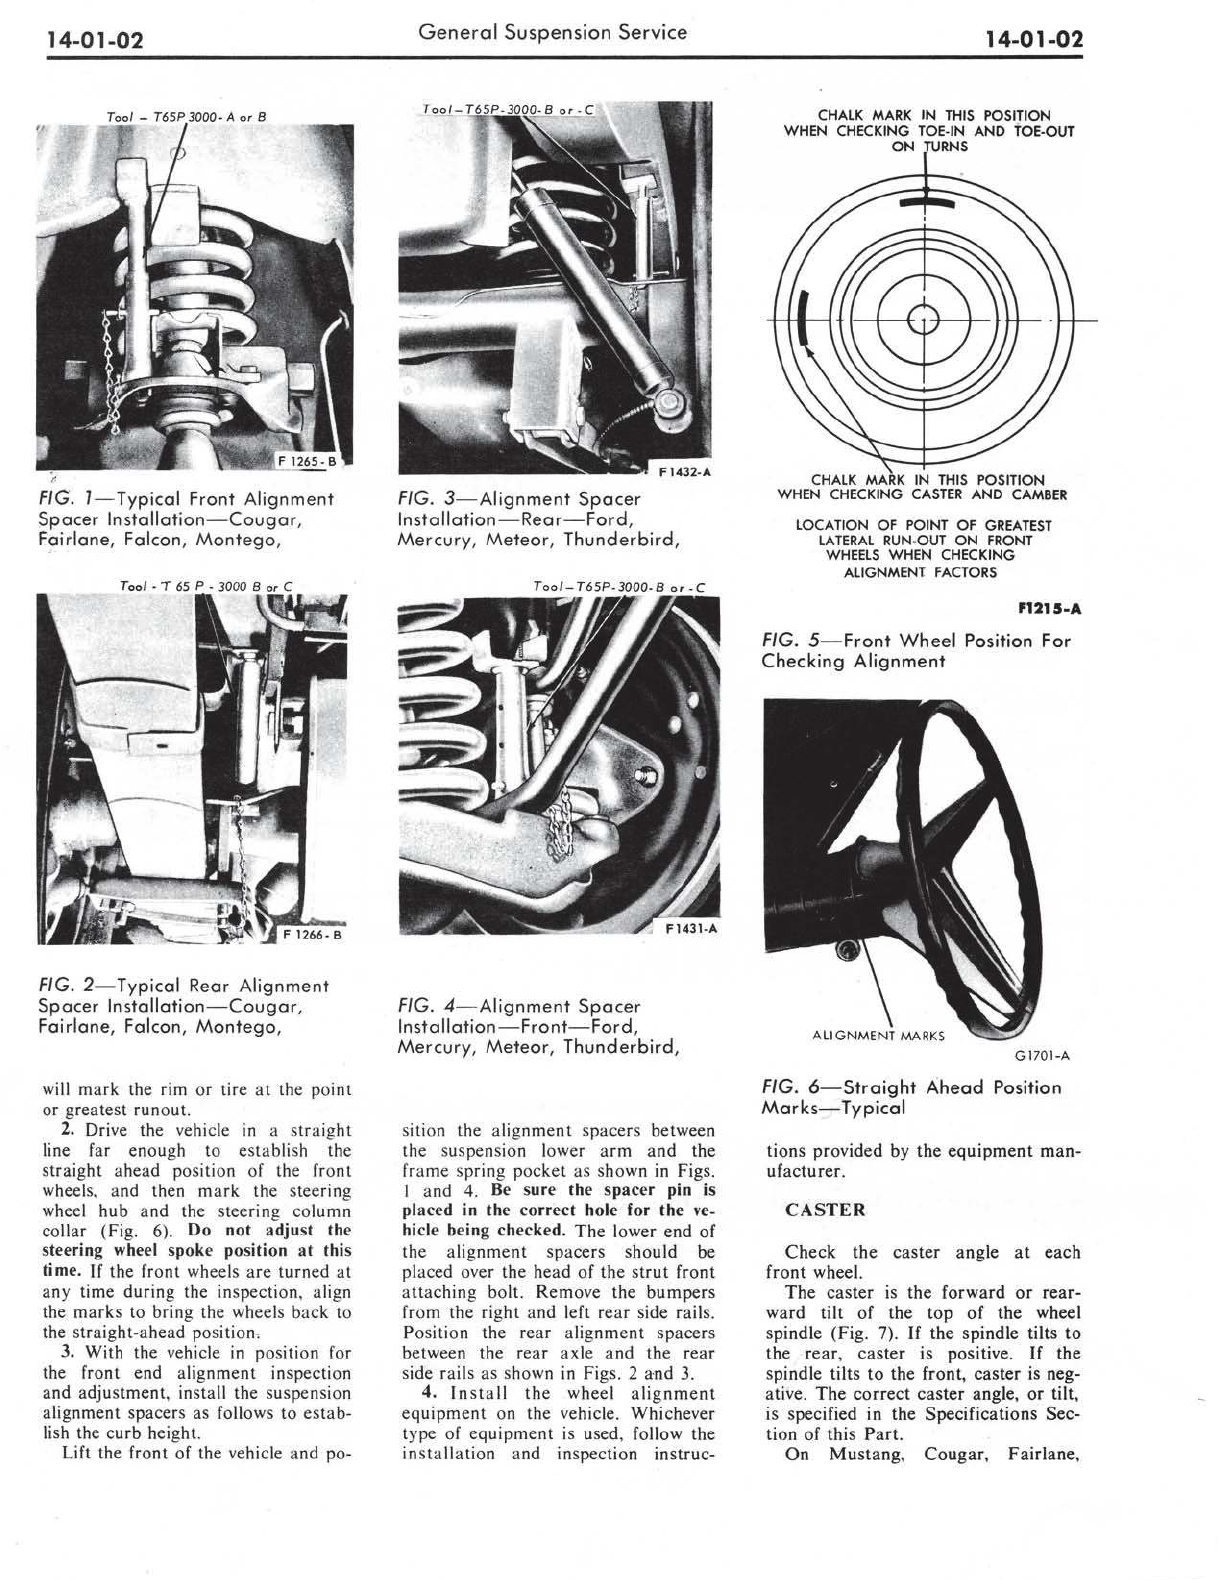 14-01-02
General Suspension Service
14-01-02
Tool - T65P 3000- A or B
F 1265- B
FIG. 1—Typical Front Alignment
Spacer Installation—Cougar,
Fairlane, Falcon, Montego,
Tool - T 65 P - 3000 B or C
F 1266- B
FIG. 2—Typical Rear Alignment
Spacer Installation—Cougar,
Fairlane, Falcon, Montego,
will mark the rim or tire at the point
or greatest runout.
2. Drive the vehicle in a straight
line far enough to establish the
straight ahead position of the front
wheels, and then mark the steering
wheel hub and the steering column
collar (Fig. 6). Do not adjust the
steering wheel spoke position at this
time. If the front wheels are turned at
any time during the inspection, align
the marks to bring the wheels back to
the straight-ahead position.
3. With the vehicle in position for
the front end alignment inspection
and adjustment, install the suspension
alignment spacers as follows to estab-
lish the curb height.
Lift the front of the vehicle and po-
Tool-T65P-3000-B or -C
F1432-A
FIG. 3—Alignment Spacer
Installation—Rear—Ford,
Mercury, Meteor, Thunderbird,
Tool-T65P-3000-B or -C
F1431-A
FIG. 4—Alignment Spacer
Installation—Front—Ford,
Mercury, Meteor, Thunderbird,
sition the alignment spacers between
the suspension lower arm and the
frame spring pocket as shown in Figs.
1 and 4. Be sure the spacer pin is
placed in the correct hole for the ve-
hicle being checked. The lower end of
the alignment spacers should be
placed over the head of the strut front
attaching bolt. Remove the bumpers
from the right and left rear side rails.
Position the rear alignment spacers
between the rear axle and the rear
side rails as shown in Figs. 2 and 3.
4. Install the wheel alignment
equipment on the vehicle. Whichever
type of equipment is used, follow the
installation and inspection instruc-
CHALK MARK IN THIS POSITION
WHEN CHECKING TOE-IN AND TOE-OUT
ON TURNS
CHALK MARK IN THIS POSITION
WHEN CHECKING CASTER AND CAMBER
LOCATION OF POINT OF GREATEST
LATERAL RUN-OUT ON FRONT
WHEELS WHEN CHECKING
ALIGNMENT FACTORS
F1215-A
FIG. 5—Front Wheel Position For
Checking Alignment
ALIGNMENT MARKS
G1701-A
FIG. 6—Straight Ahead Position
Marks—Typical
tions provided by the equipment man-
ufacturer.
CASTER
Check the caster angle at each
front wheel.
The caster is the forward or rear-
ward tilt of the top of the wheel
spindle (Fig. 7). If the spindle tilts to
the rear, caster is positive. If the
spindle tilts to the front, caster is neg-
ative. The correct caster angle, or tilt,
is specified in the Specifications Sec-
tion of this Part.
On Mustang, Cougar, Fairlane,